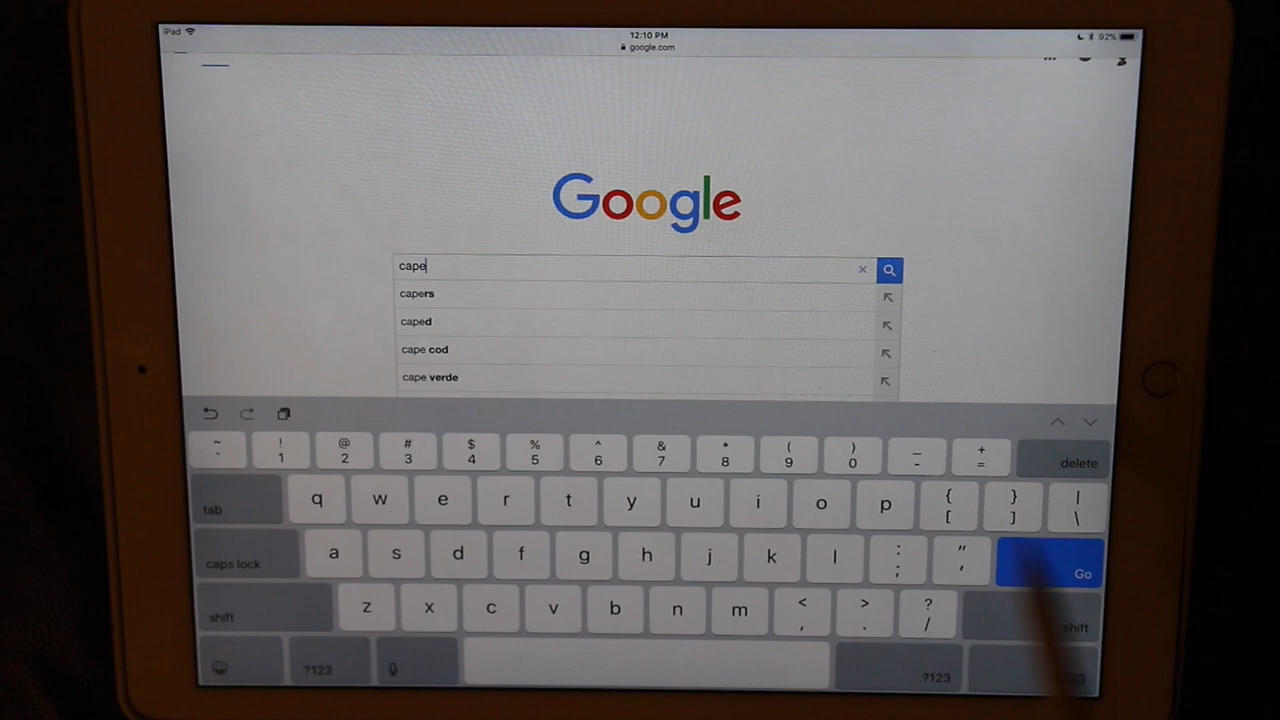 iPad
12:10 PM
92%
google.com
Google
cape
capers
caped
cape cod
cape verde
~ ! @ # $ % ^ & * ( ) _ +
` 1 2 3 4 5 6 7 8 9 0 - = delete
tab q w e r t y u i o p { [ } ] | \
caps lock a s d f g h j k l : ; " ' Go
shift z x c v b n m < , > . ? / shift
?123 .?123